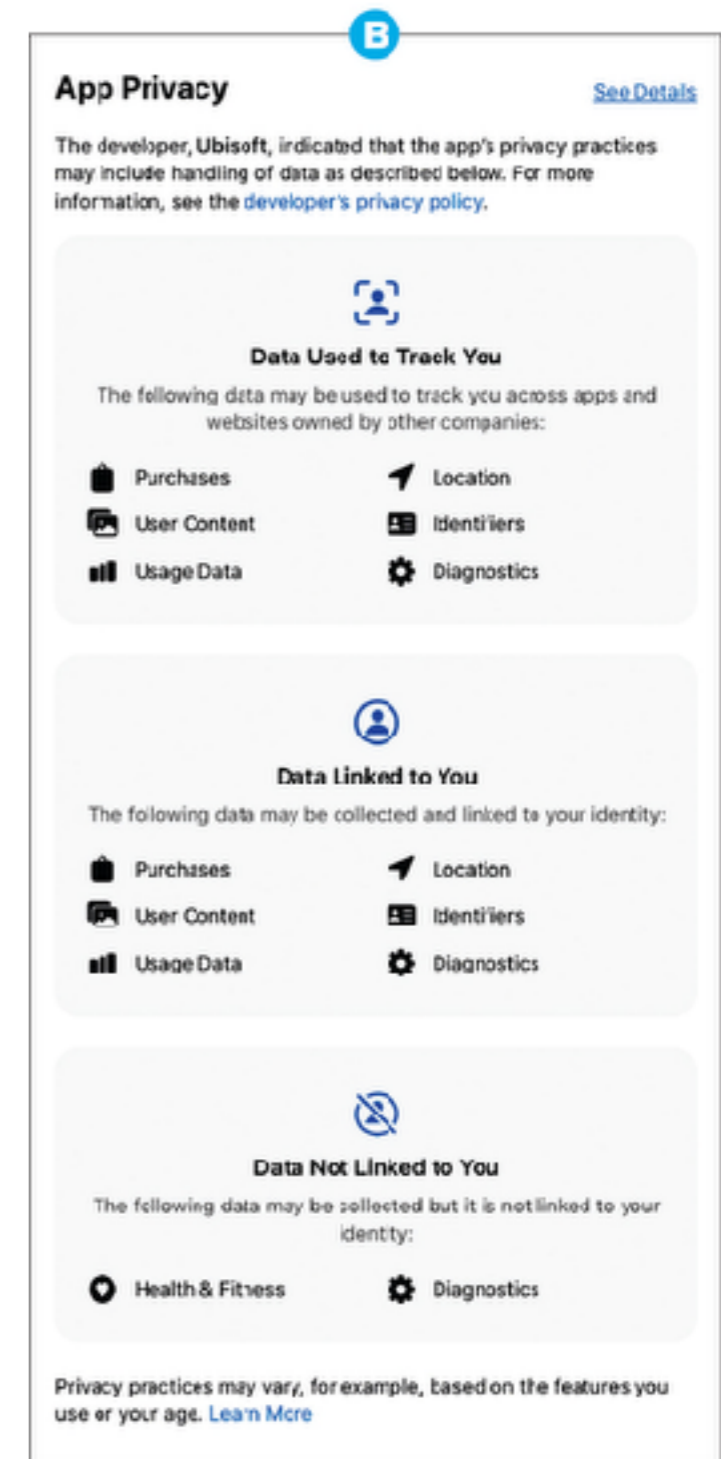 B
App Privacy
See Details
The developer, Ubisoft, indicated that the app's privacy practices
may include handling of data as described below. For more
information, see the developer's privacy policy.
Data Used to Track You
The following data may be used to track you across apps and
websites owned by other companies:
Purchases
Location
User Content
Identifiers
Usage Data
Diagnostics
Data Linked to You
The following data may be collected and linked to your identity:
Purchases
Location
User Content
Identifiers
Usage Data
Diagnostics
Data Not Linked to You
The following data may be collected but it is not linked to your
identity:
Health & Fitness
Diagnostics
Privacy practices may vary, for example, based on the features you
use or your age. Learn More